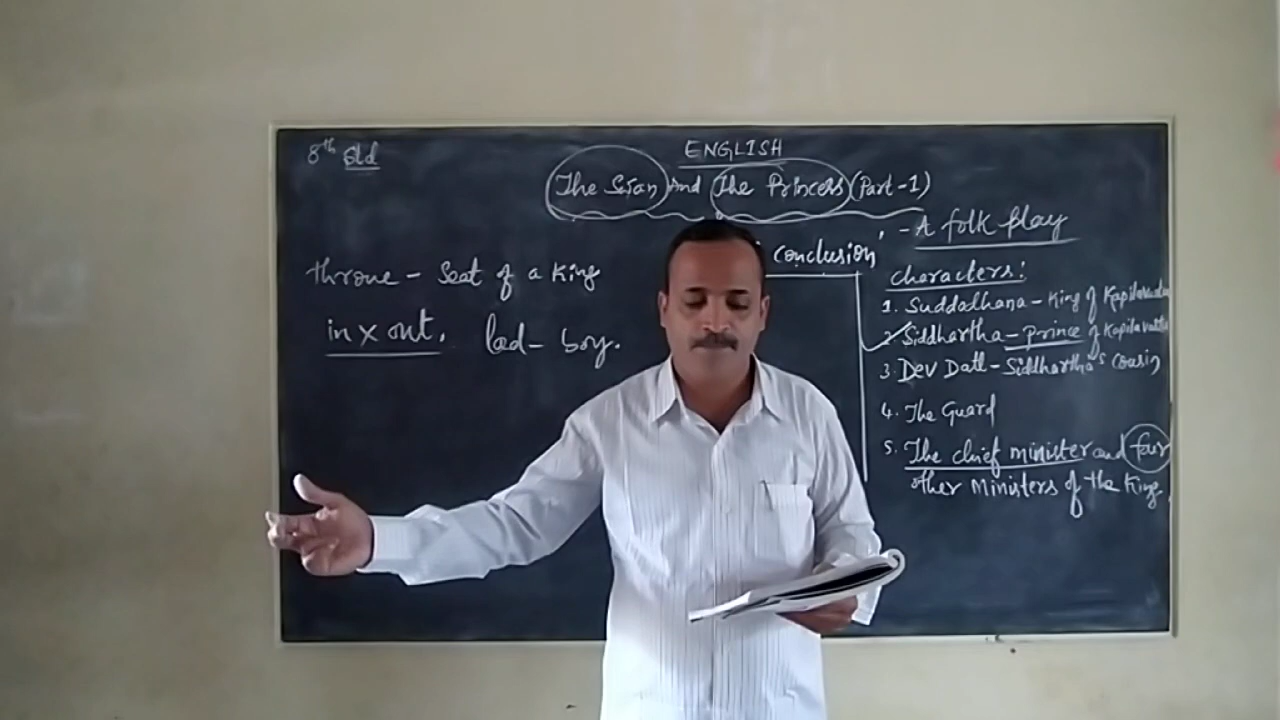 8th Std
ENGLISH
The Swan And The Princess (Part-1)
- A folk play
conclusion
throne - Seat of a King
in x out. lad - boy.
characters:
1. Suddadhana - King of Kapilavastu
2. Siddhartha - Prince of Kapilavastu
3. Dev Datt - Siddhartha's cousin
4. The Guard
5. The chief minister and four
other Ministers of the King.